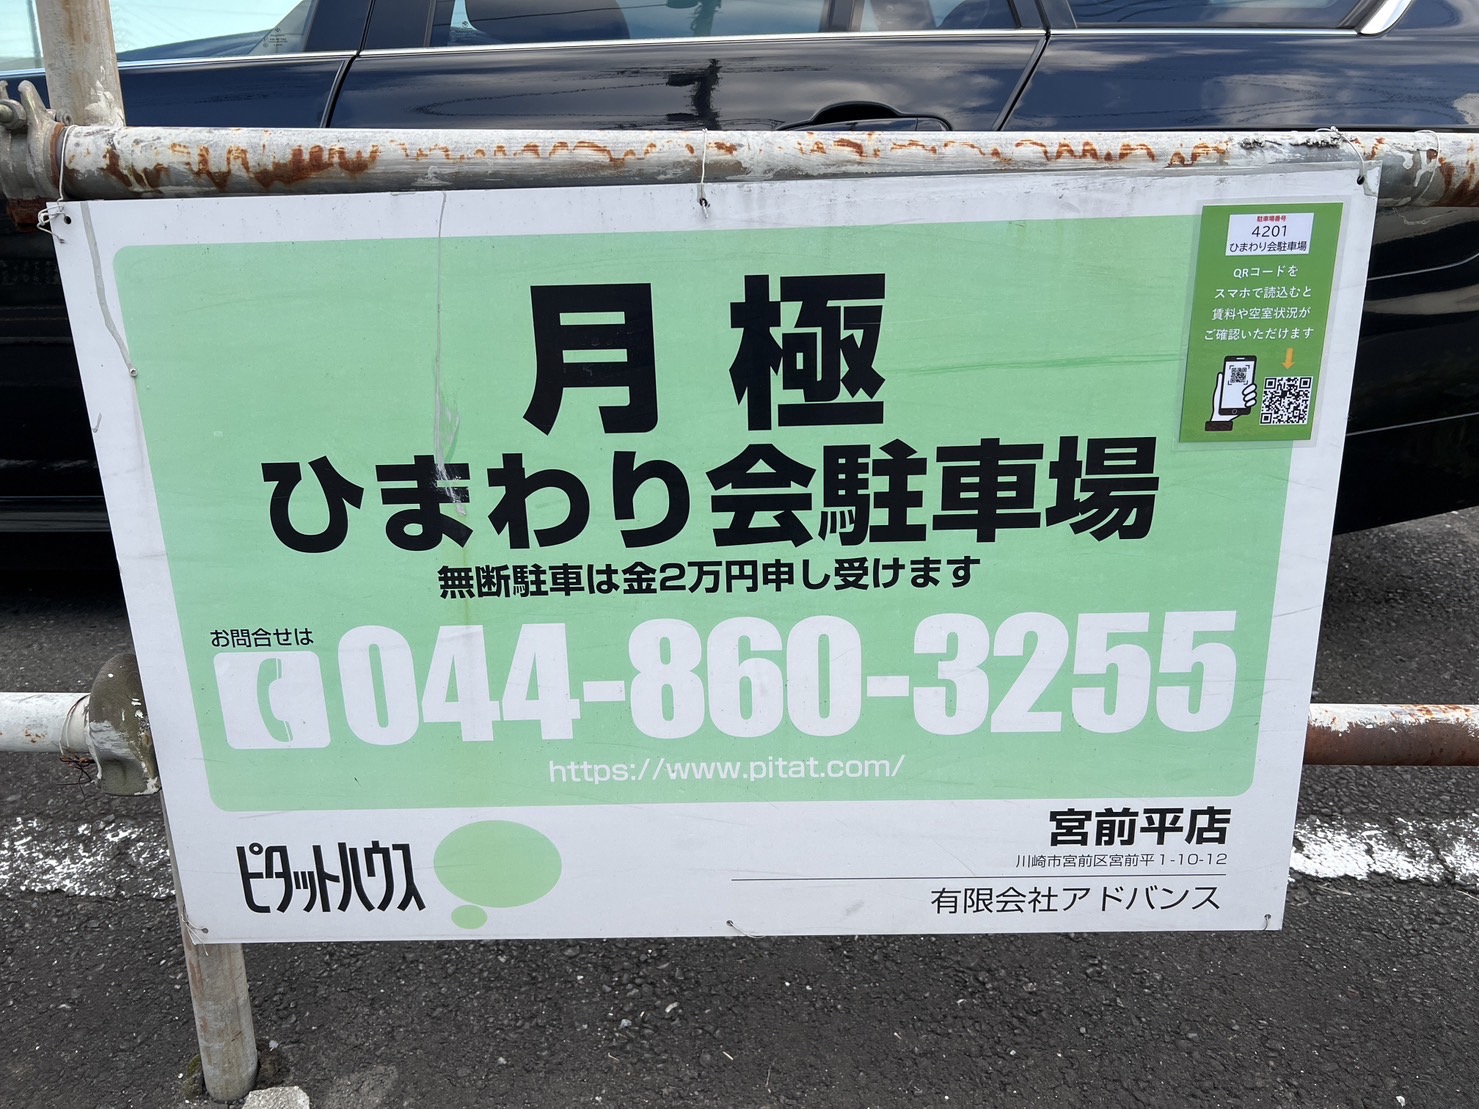 駐車場番号
4201
ひまわり会駐車場
QRコードを
スマホで読込むと
賃料や空室状況が
ご確認いただけます
月極
ひまわり会駐車場
無断駐車は金2万円申し受けます
お問合せは
044-860-3255
https://www.pitat.com/
ピタットハウス
宮前平店
川崎市宮前区宮前平1-10-12
有限会社アドバンス